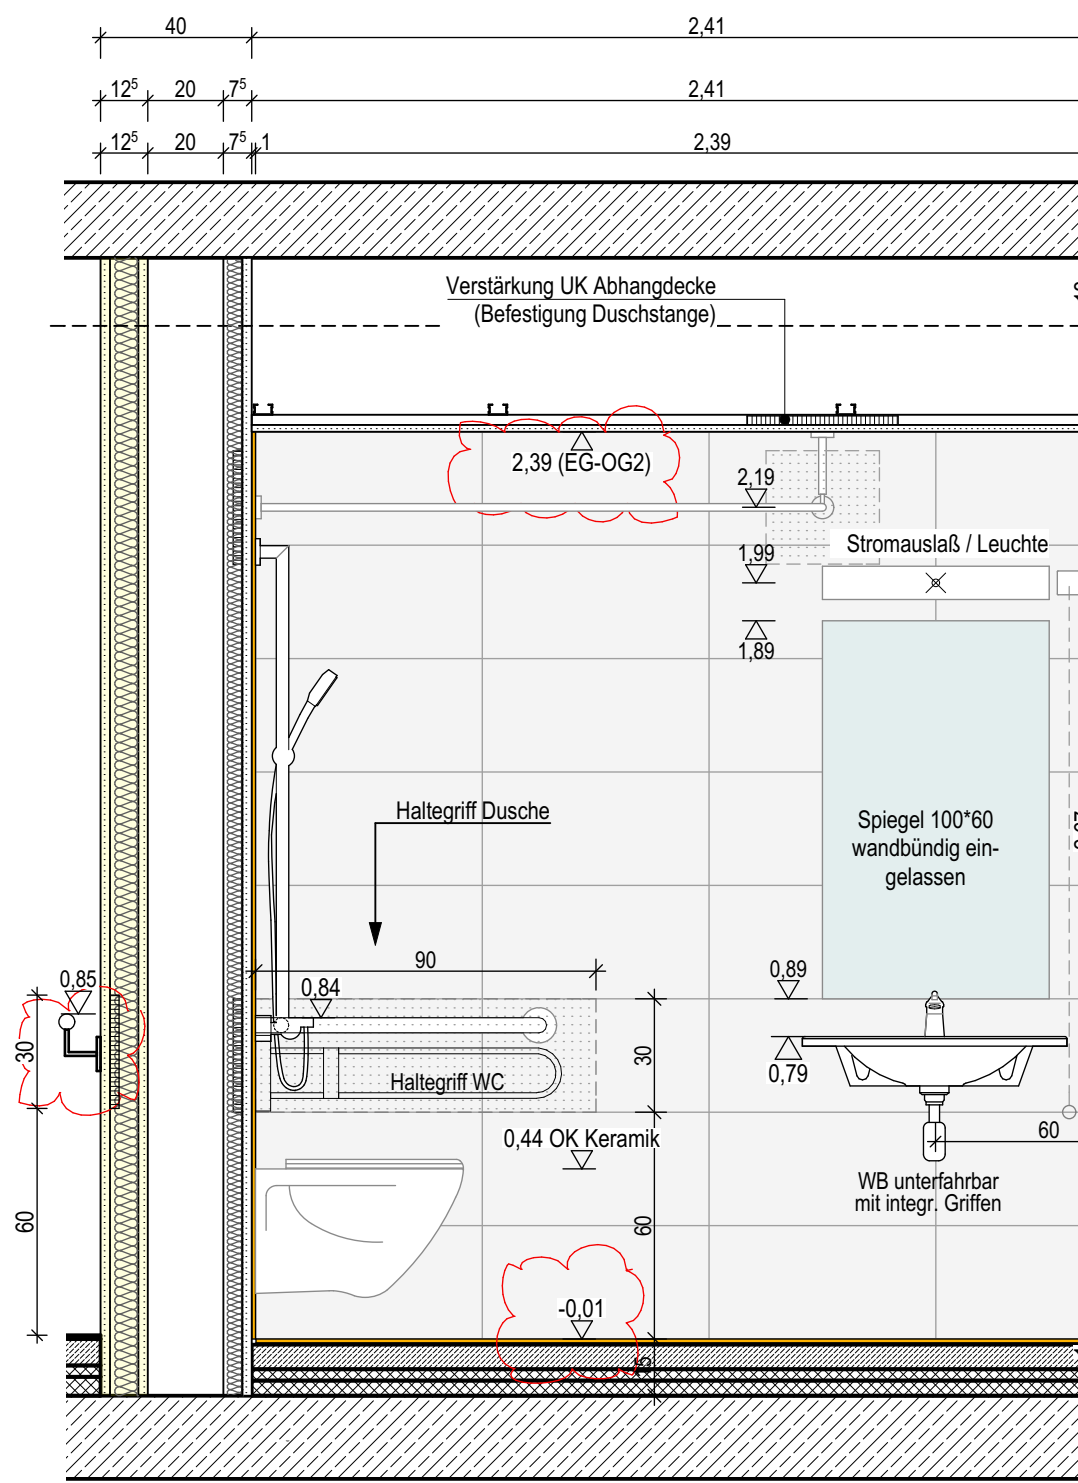 40 2,41
12⁵ 20 7⁵ 2,41
12⁵ 20 7⁵ 1 2,39
Verstärkung UK Abhangdecke
(Befestigung Duschstange)
2,39 (EG-OG2)
2,19
Stromauslaß / Leuchte
1,99
1,89
Spiegel 100*60
wandbündig ein-
gelassen
Haltegriff Dusche
90
0,89
0,85
0,84
30
30
0,79
Haltegriff WC
0,44 OK Keramik
60
WB unterfahrbar
mit integr. Griffen
60
60
-0,01
15